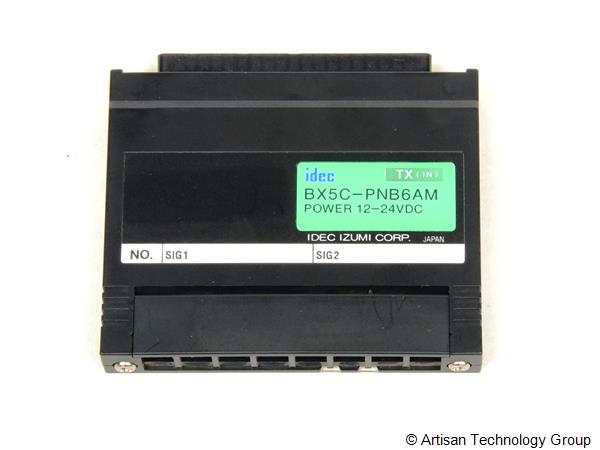 idec TX (IN)
BX5C-PNB6AM
POWER 12-24VDC
IDEC IZUMI CORP. JAPAN
NO. SIG1 SIG2
© Artisan Technology Group